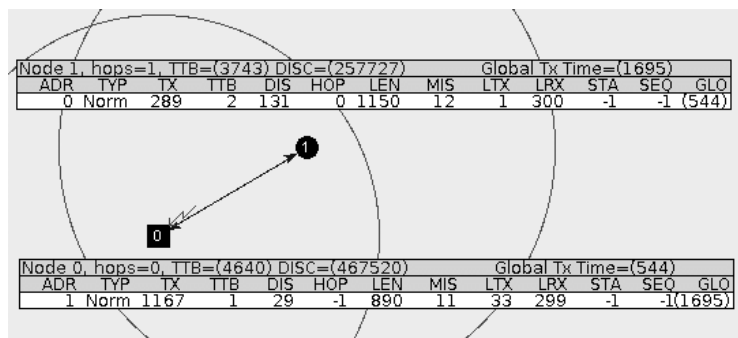 Node 1, hops=1, TTB=(3743) DISC=(257727) Global Tx Time=(1695)
ADR TYP TX TTB DIS HOP LEN MIS LTX LRX STA SEQ GLO
0 Norm 289 2 131 0 1150 12 1 300 -1 -1 (544)
1
0
Node 0, hops=0, TTB=(4640) DISC=(467520) Global Tx Time=(544)
ADR TYP TX TTB DIS HOP LEN MIS LTX LRX STA SEQ GLO
1 Norm 1167 1 29 -1 890 11 33 299 -1 -1(1695)